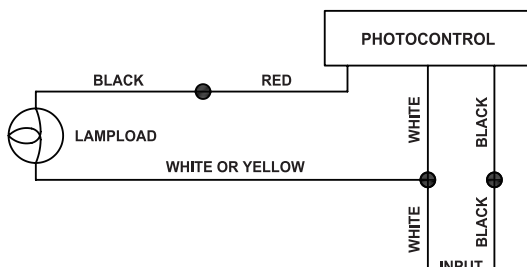 PHOTOCONTROL
BLACK
RED
LAMPLOAD
WHITE
BLACK
WHITE OR YELLOW
WHITE
BLACK
INPUT